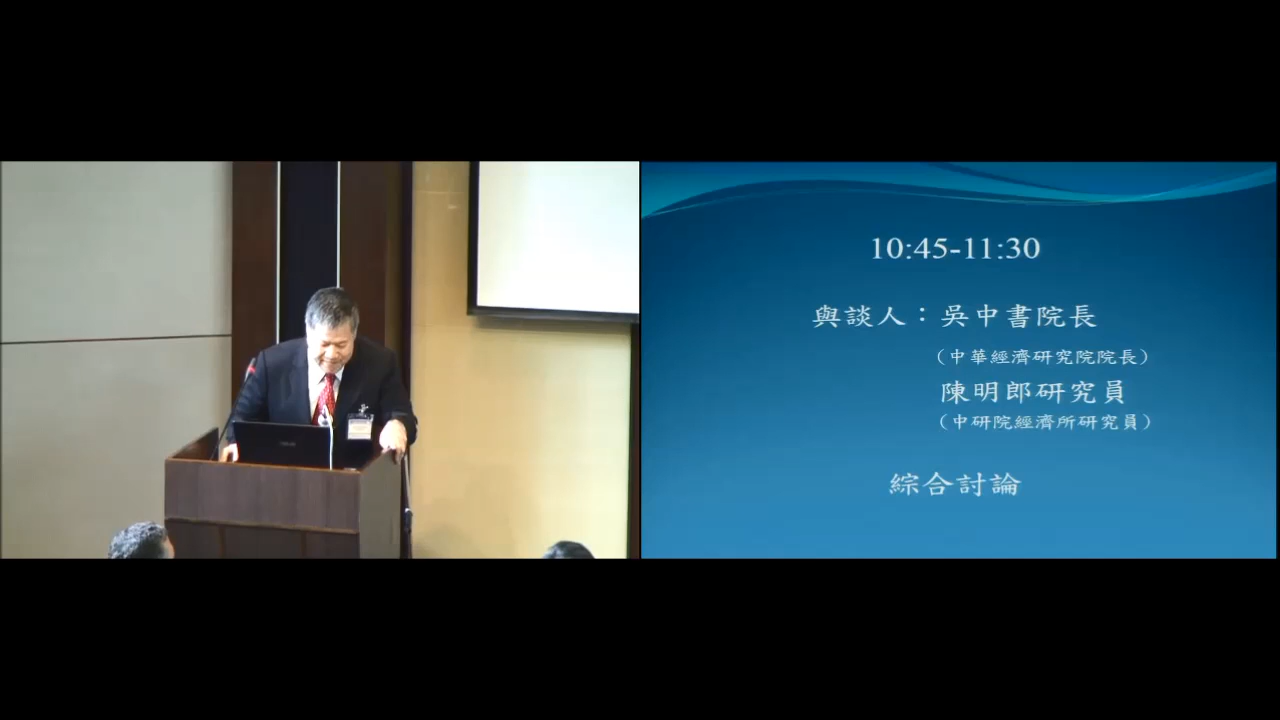 10:45-11:30
與談人：吳中書院長
（中華經濟研究院院長）
陳明郎研究員
（中研院經濟所研究員）
綜合討論